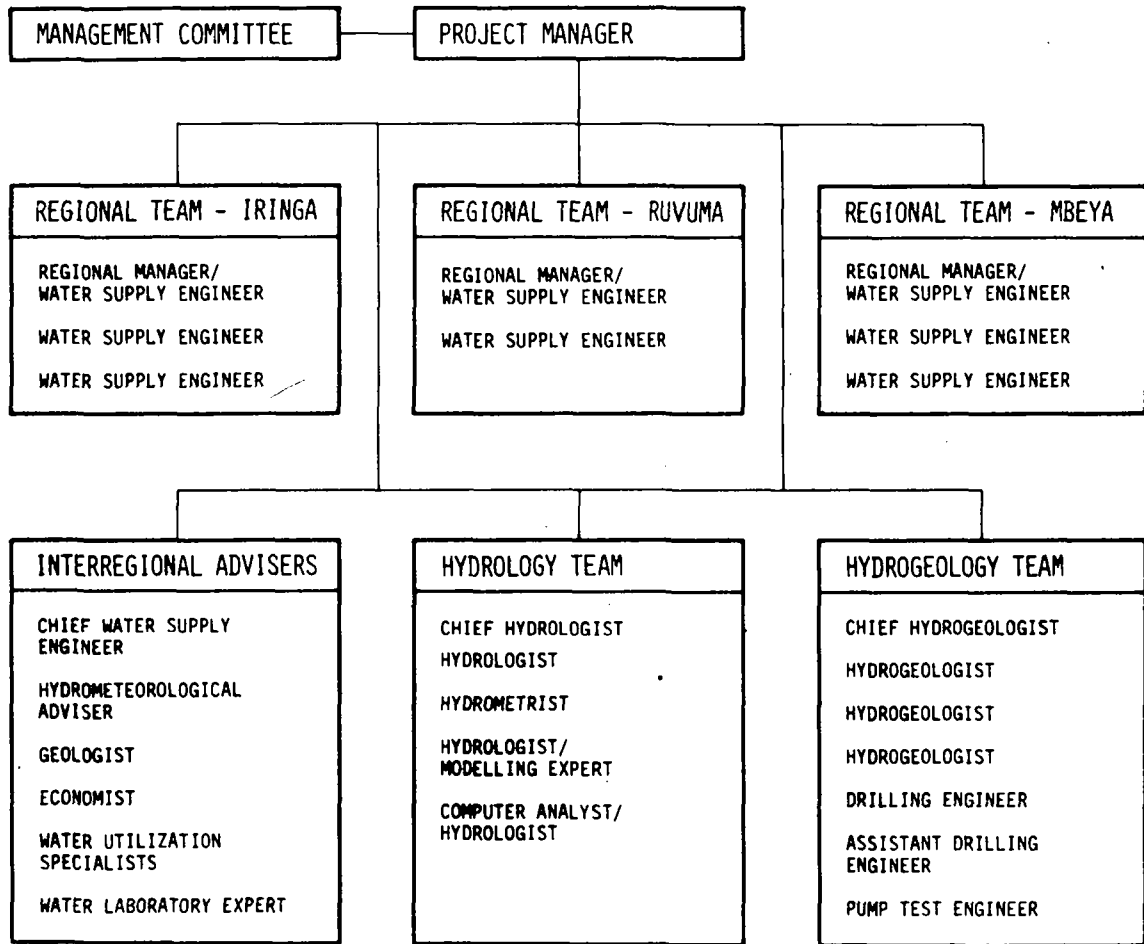 MANAGEMENT COMMITTEE
PROJECT MANAGER
REGIONAL TEAM - IRINGA
REGIONAL MANAGER/
WATER SUPPLY ENGINEER
WATER SUPPLY ENGINEER
WATER SUPPLY ENGINEER
REGIONAL TEAM - RUVUMA
REGIONAL MANAGER/
WATER SUPPLY ENGINEER
WATER SUPPLY ENGINEER
REGIONAL TEAM - MBEYA
REGIONAL MANAGER/
WATER SUPPLY ENGINEER
WATER SUPPLY ENGINEER
WATER SUPPLY ENGINEER
INTERREGIONAL ADVISERS
CHIEF WATER SUPPLY
ENGINEER
HYDROMETEOROLOGICAL
ADVISER
GEOLOGIST
ECONOMIST
WATER UTILIZATION
SPECIALISTS
WATER LABORATORY EXPERT
HYDROLOGY TEAM
CHIEF HYDROLOGIST
HYDROLOGIST
HYDROMETRIST
HYDROLOGIST/
MODELLING EXPERT
COMPUTER ANALYST/
HYDROLOGIST
HYDROGEOLOGY TEAM
CHIEF HYDROGEOLOGIST
HYDROGEOLOGIST
HYDROGEOLOGIST
HYDROGEOLOGIST
DRILLING ENGINEER
ASSISTANT DRILLING
ENGINEER
PUMP TEST ENGINEER